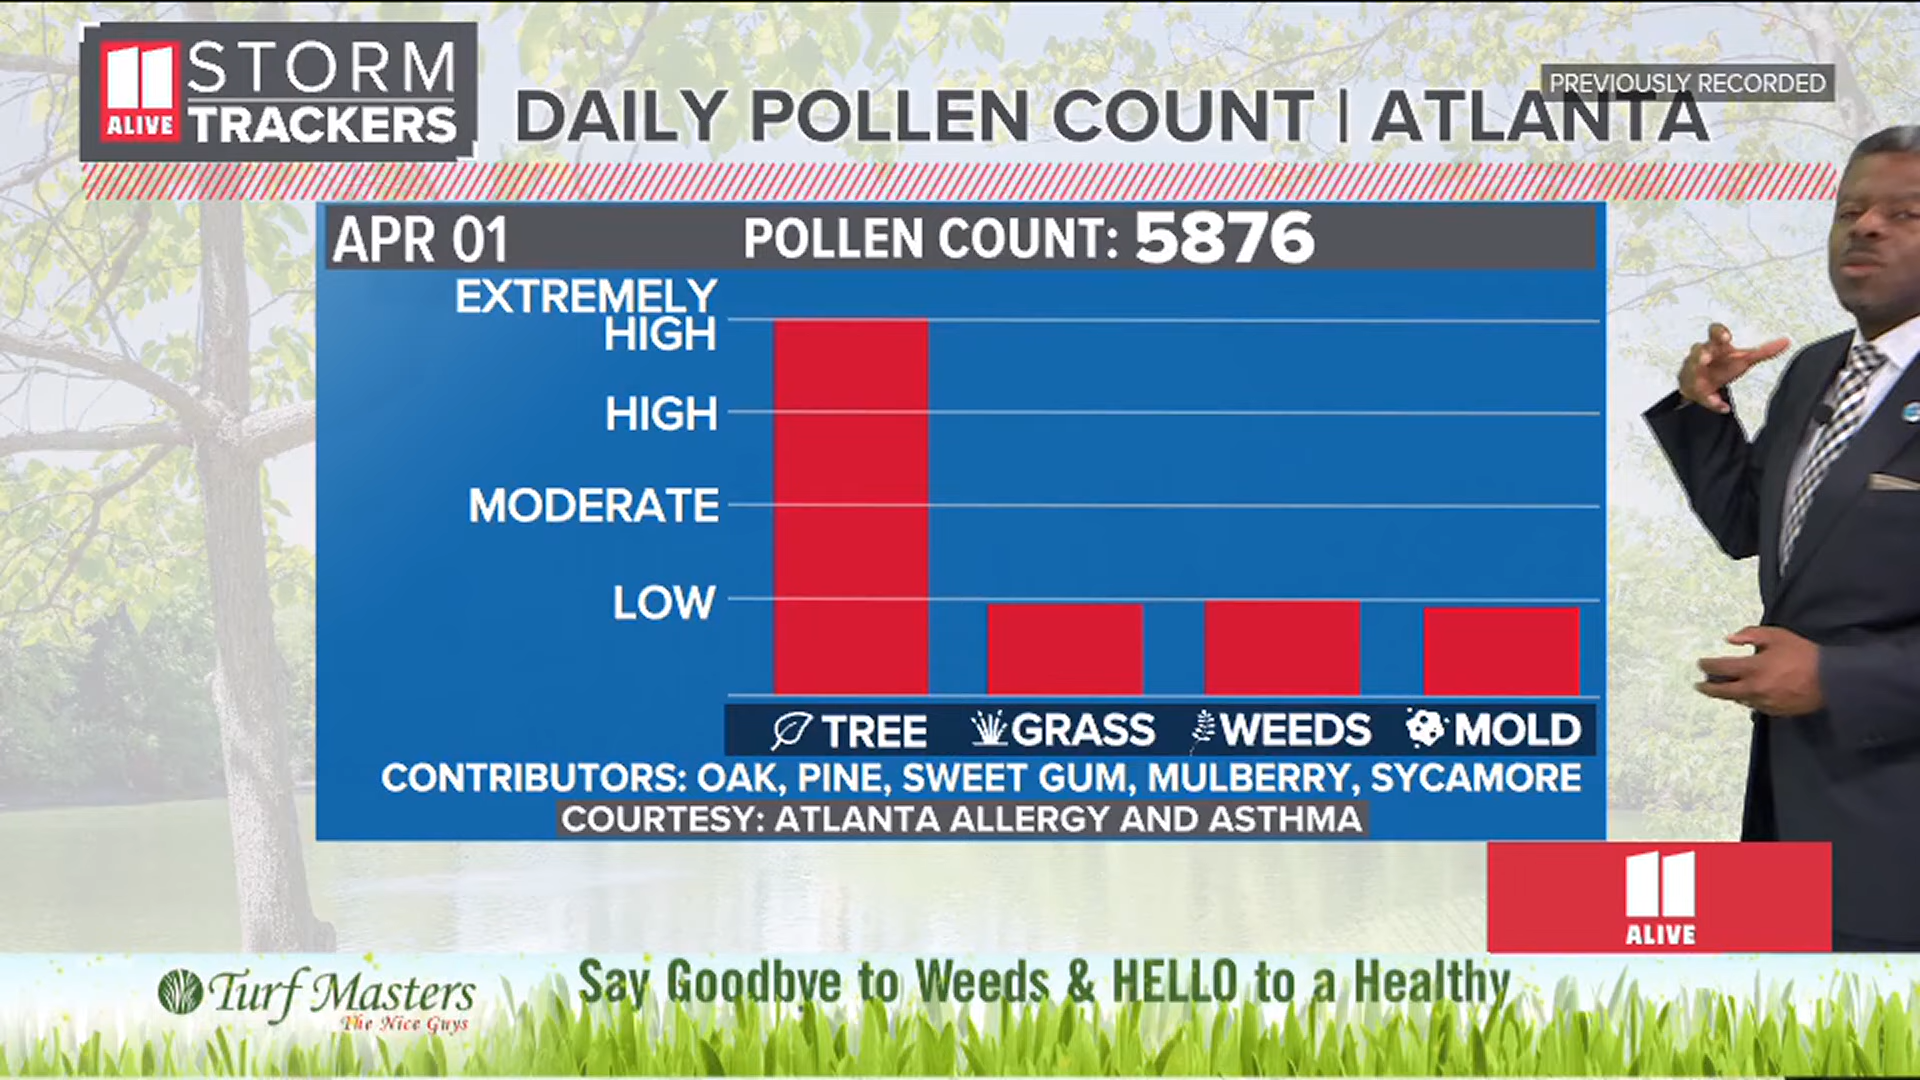 11 ALIVE
STORM
TRACKERS
DAILY POLLEN COUNT | ATLANTA
PREVIOUSLY RECORDED
APR 01
POLLEN COUNT: 5876
EXTREMELY
HIGH
HIGH
MODERATE
LOW
TREE
GRASS
WEEDS
MOLD
CONTRIBUTORS: OAK, PINE, SWEET GUM, MULBERRY, SYCAMORE
COURTESY: ATLANTA ALLERGY AND ASTHMA
11
ALIVE
Turf Masters
The Nice Guys
Say Goodbye to Weeds & HELLO to a Healthy